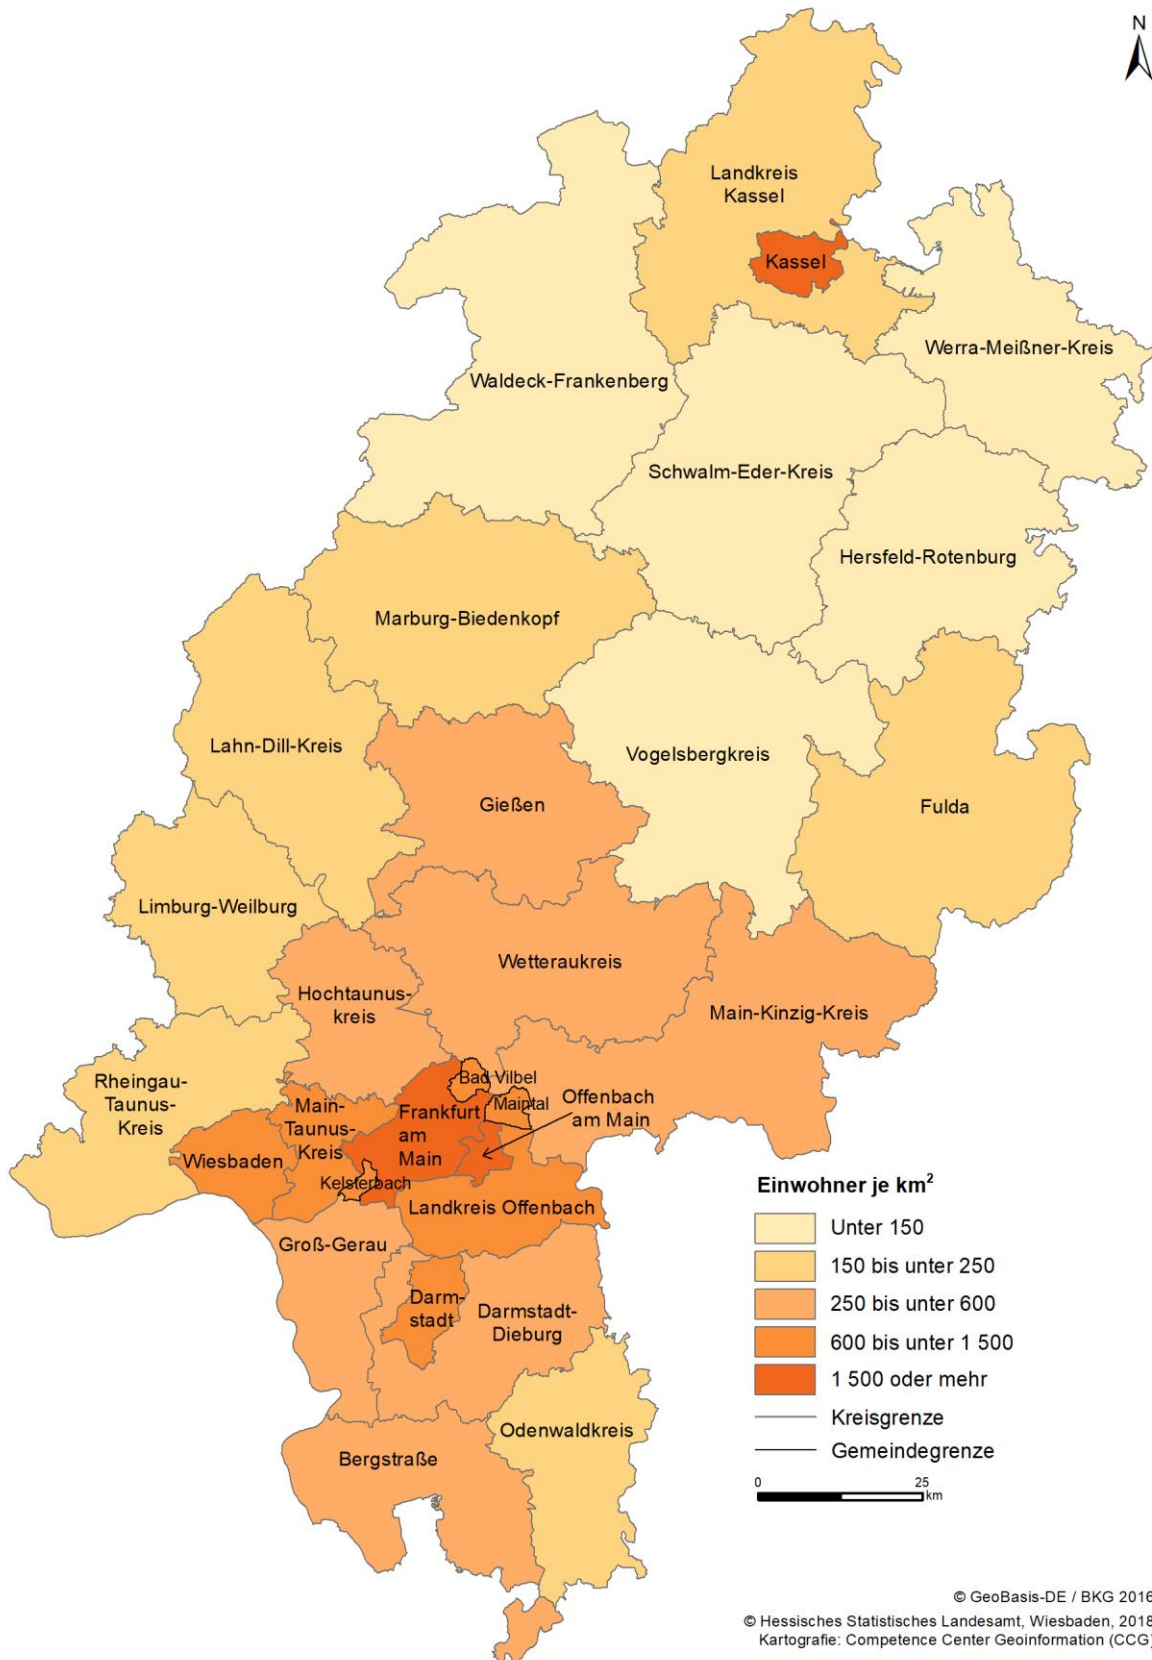 N
Landkreis
Kassel
Kassel
Werra-Meißner-Kreis
Waldeck-Frankenberg
Schwalm-Eder-Kreis
Hersfeld-Rotenburg
Marburg-Biedenkopf
Lahn-Dill-Kreis
Vogelsbergkreis
Gießen
Fulda
Limburg-Weilburg
Wetteraukreis
Hochtaunus-
kreis
Main-Kinzig-Kreis
Rheingau-
Taunus-
Kreis
Bad Vilbel
Maintal
Offenbach
am Main
Main-
Taunus-
Kreis
Frankfurt
am
Main
Wiesbaden
Kelsterbach
Landkreis Offenbach
Groß-Gerau
Darm-
stadt
Darmstadt-
Dieburg
Odenwaldkreis
Bergstraße
Einwohner je km²
Unter 150
150 bis unter 250
250 bis unter 600
600 bis unter 1 500
1 500 oder mehr
Kreisgrenze
Gemeindegrenze
0 25
km
© GeoBasis-DE / BKG 2016
© Hessisches Statistisches Landesamt, Wiesbaden, 2018
Kartografie: Competence Center Geoinformation (CCG)